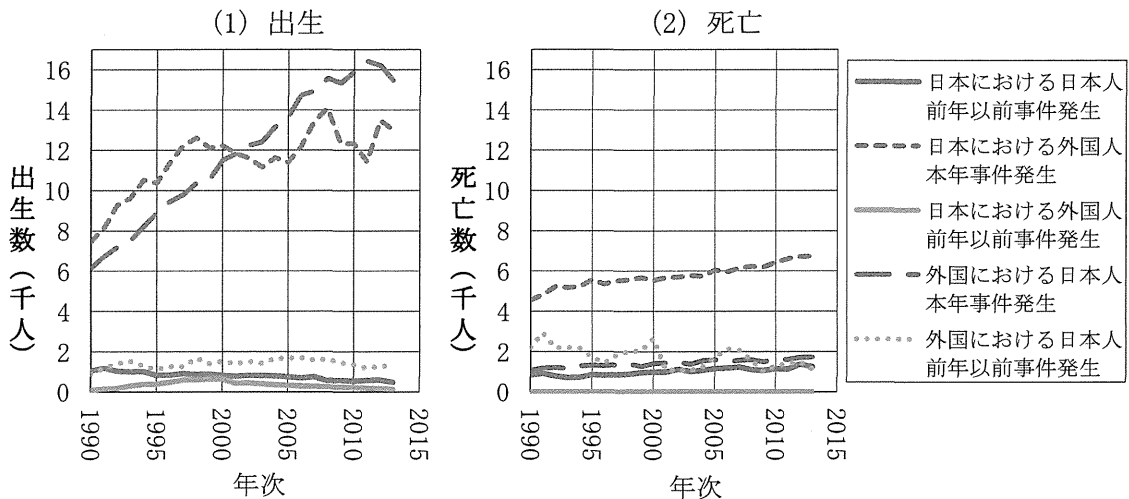 (1) 出生
(2) 死亡
16
14
12
10
8
6
4
2
0
出生数(千人)
1990
1995
2000
2005
2010
2015
年次
16
14
12
10
8
6
4
2
0
死亡数(千人)
1990
1995
2000
2005
2010
2015
年次
日本における日本人
前年以前事件発生
日本における外国人
本年事件発生
日本における外国人
前年以前事件発生
外国における日本人
本年事件発生
外国における日本人
前年以前事件発生